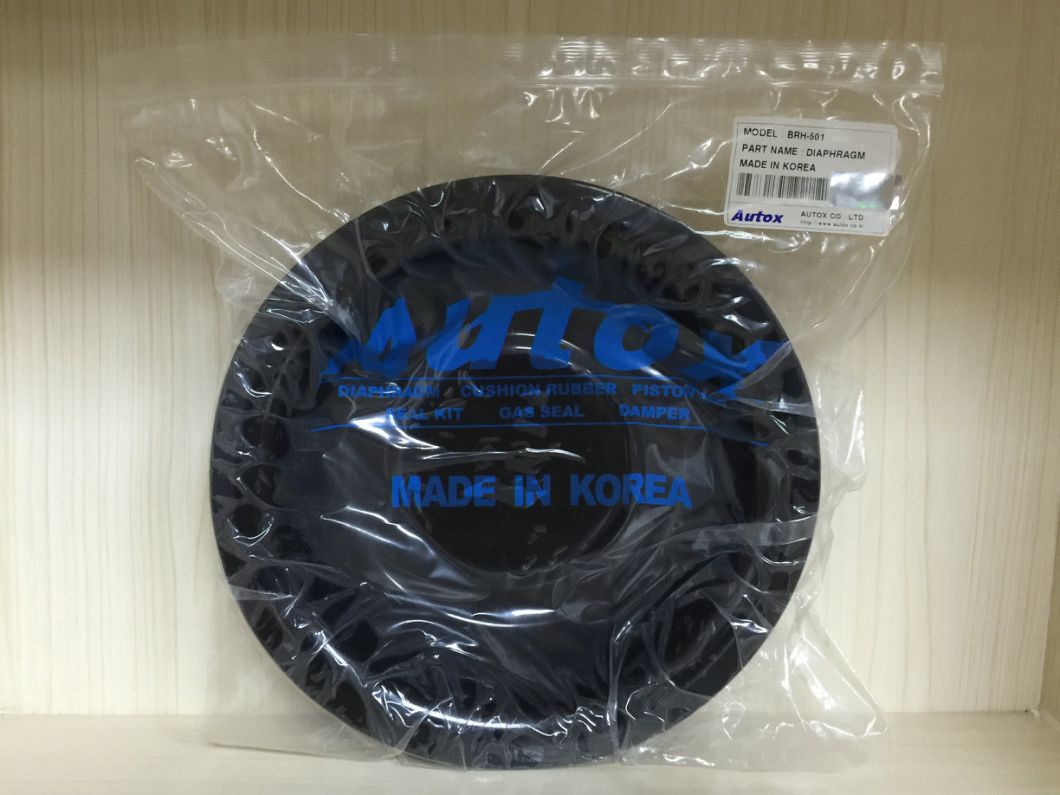 MODEL : BRH-501
PART NAME : DIAPHRAGM
MADE IN KOREA
Autox AUTOX CO., LTD
Autox
DIAPHRAGM CUSHION RUBBER PISTON
SEAL KIT GAS SEAL DAMPER
MADE IN KOREA